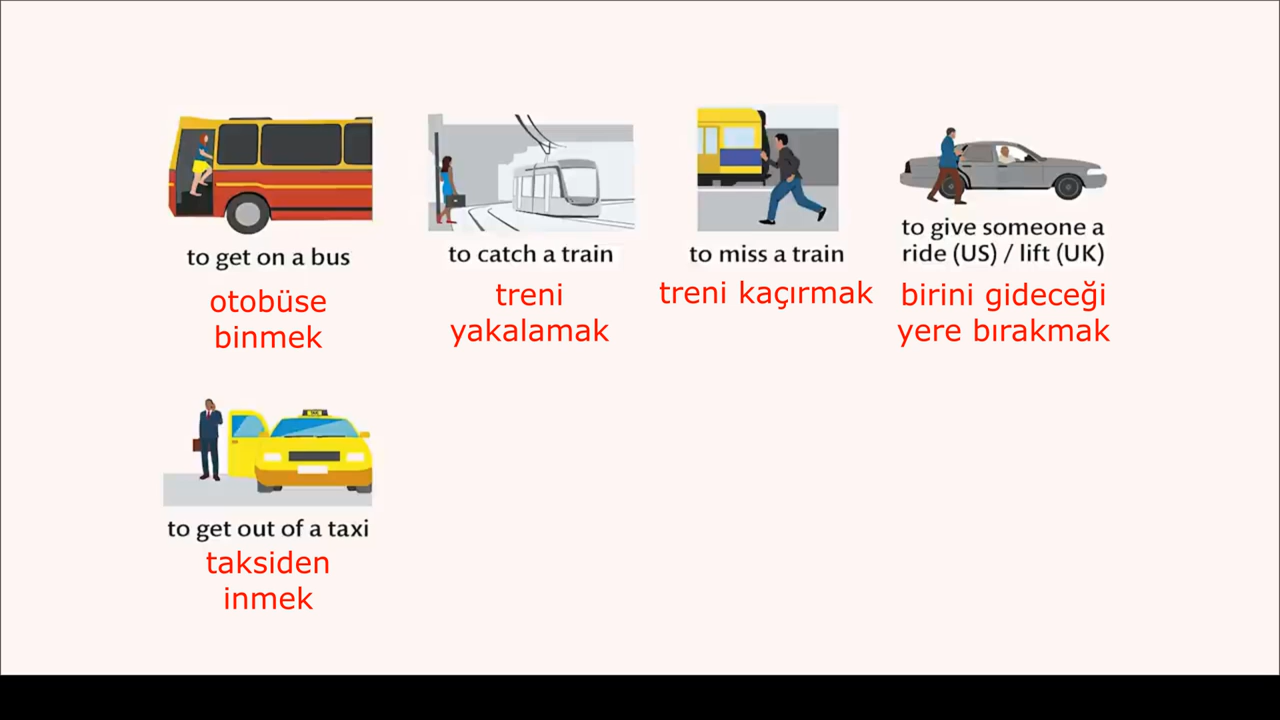 to get on a bus
otobüse
binmek
to catch a train
treni
yakalamak
to miss a train
treni kaçırmak
to give someone a
ride (US) / lift (UK)
birini gideceği
yere bırakmak
to get out of a taxi
taksiden
inmek